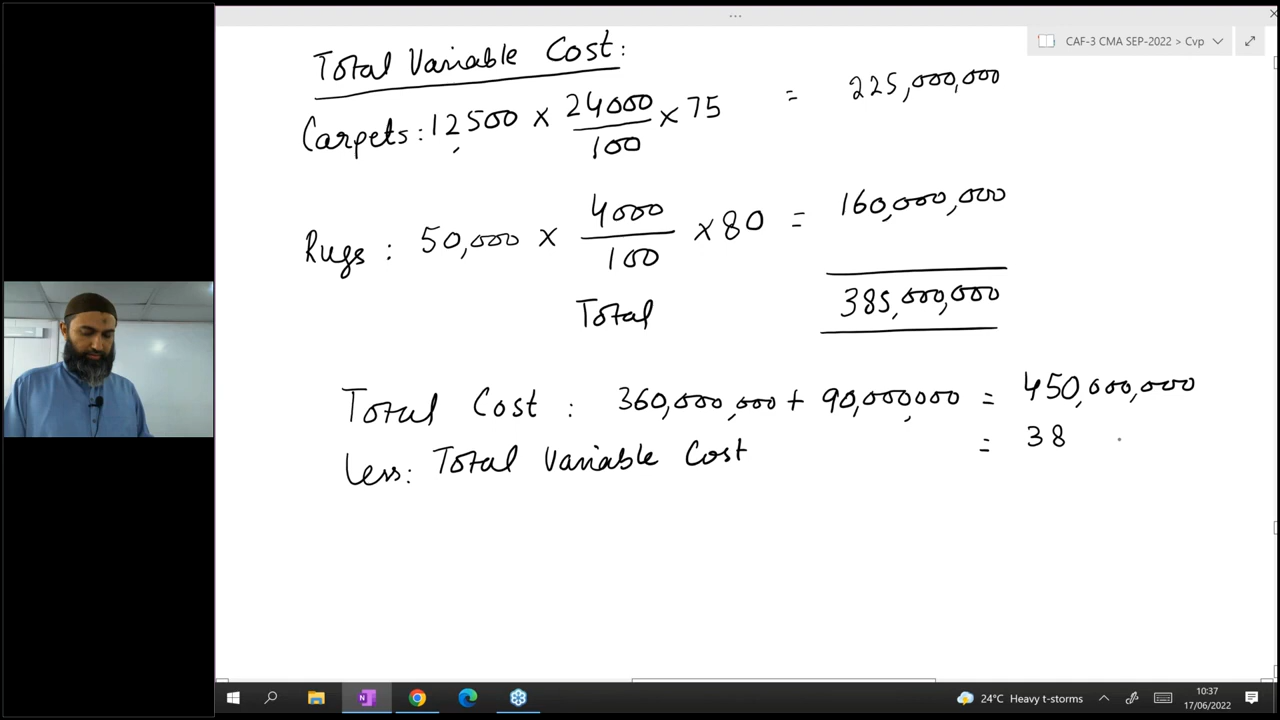 ...
CAF-3 CMA SEP-2022 > Cvp
Total Variable Cost:
Carpets: 12500 × 24000/100 × 75 = 225,000,000
Rugs: 50,000 × 4000/100 × 80 = 160,000,000
Total 385,000,000
Total Cost: 360,000,000 + 90,000,000 = 450,000,000
less: Total Variable Cost = 38
24°C Heavy t-storms
10:37
17/06/2022